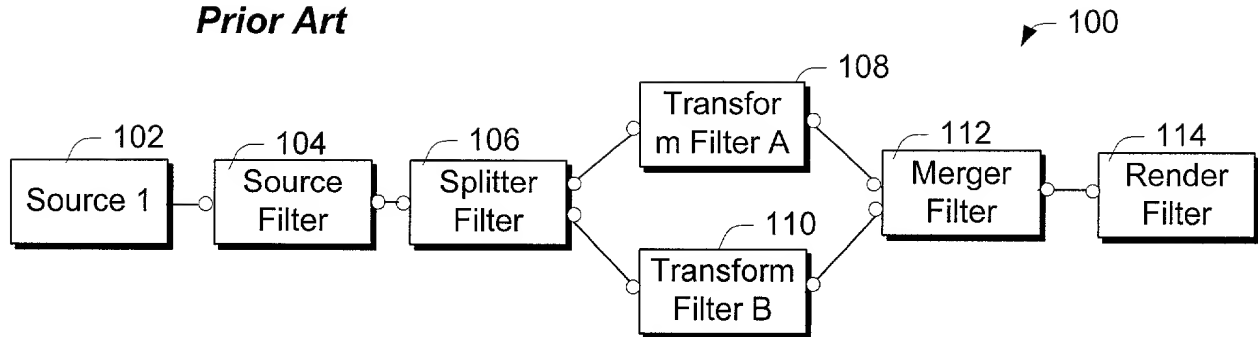 Prior Art
100
108
Transfor
m Filter A
102
Source 1
104
Source
Filter
106
Splitter
Filter
110
Transform
Filter B
112
Merger
Filter
114
Render
Filter